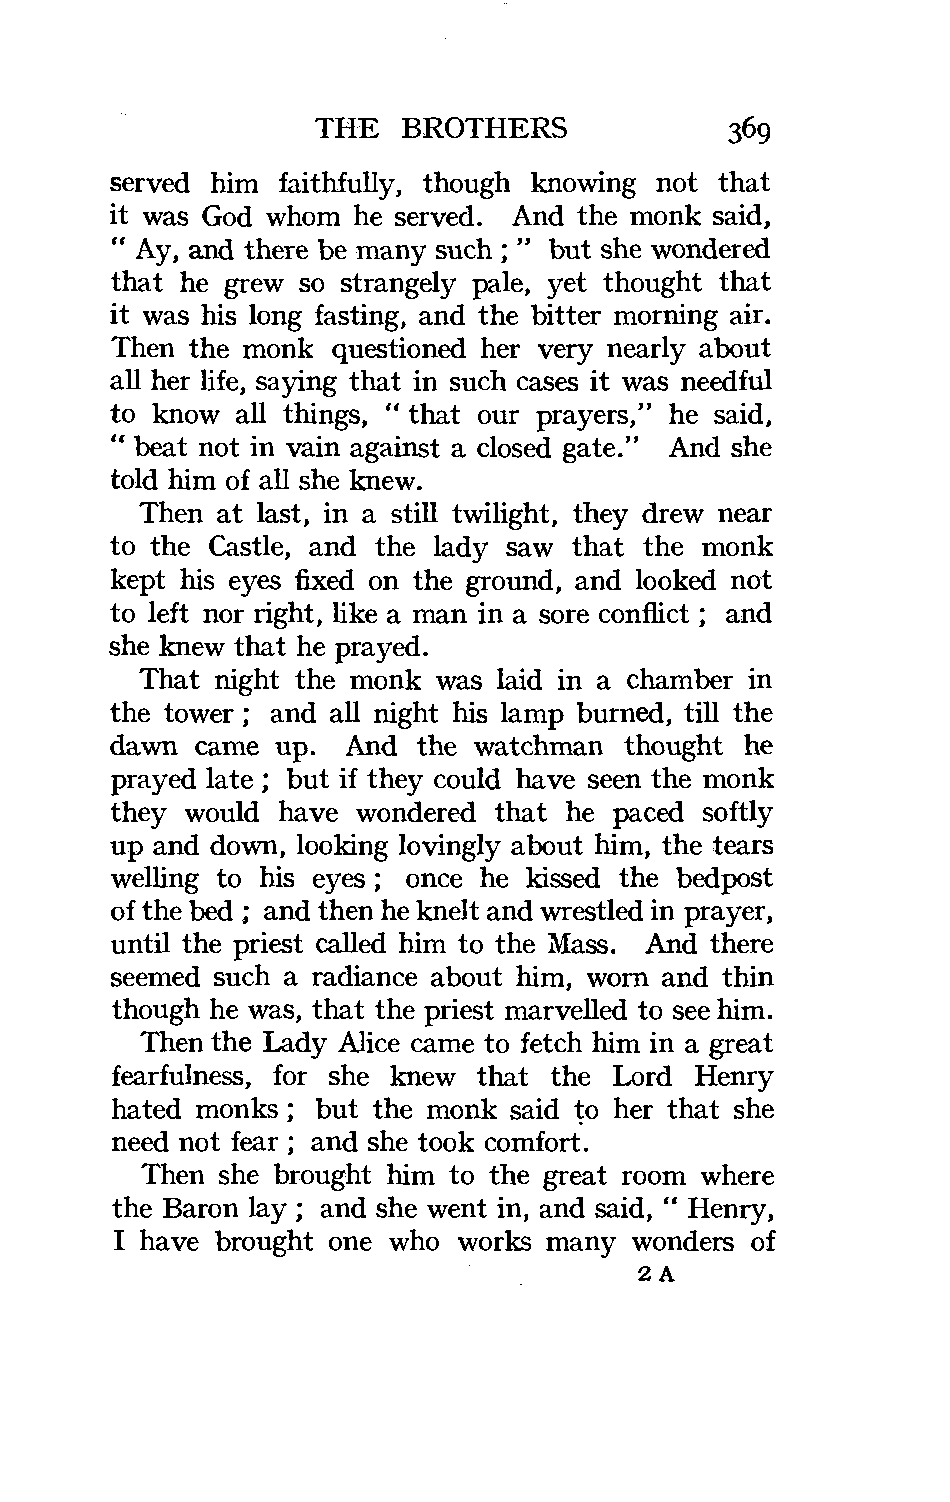 THE BROTHERS 369
served him faithfully, though knowing not that
it was God whom he served. And the monk said,
“ Ay, and there be many such ; ” but she wondered
that he grew so strangely pale, yet thought that
it was his long fasting, and the bitter morning air.
Then the monk questioned her very nearly about
all her life, saying that in such cases it was needful
to know all things, “ that our prayers,” he said,
“ beat not in vain against a closed gate.” And she
told him of all she knew.
Then at last, in a still twilight, they drew near
to the Castle, and the lady saw that the monk
kept his eyes fixed on the ground, and looked not
to left nor right, like a man in a sore conflict ; and
she knew that he prayed.
That night the monk was laid in a chamber in
the tower ; and all night his lamp burned, till the
dawn came up. And the watchman thought he
prayed late ; but if they could have seen the monk
they would have wondered that he paced softly
up and down, looking lovingly about him, the tears
welling to his eyes ; once he kissed the bedpost
of the bed ; and then he knelt and wrestled in prayer,
until the priest called him to the Mass. And there
seemed such a radiance about him, worn and thin
though he was, that the priest marvelled to see him.
Then the Lady Alice came to fetch him in a great
fearfulness, for she knew that the Lord Henry
hated monks ; but the monk said to her that she
need not fear ; and she took comfort.
Then she brought him to the great room where
the Baron lay ; and she went in, and said, “ Henry,
I have brought one who works many wonders of
2 A